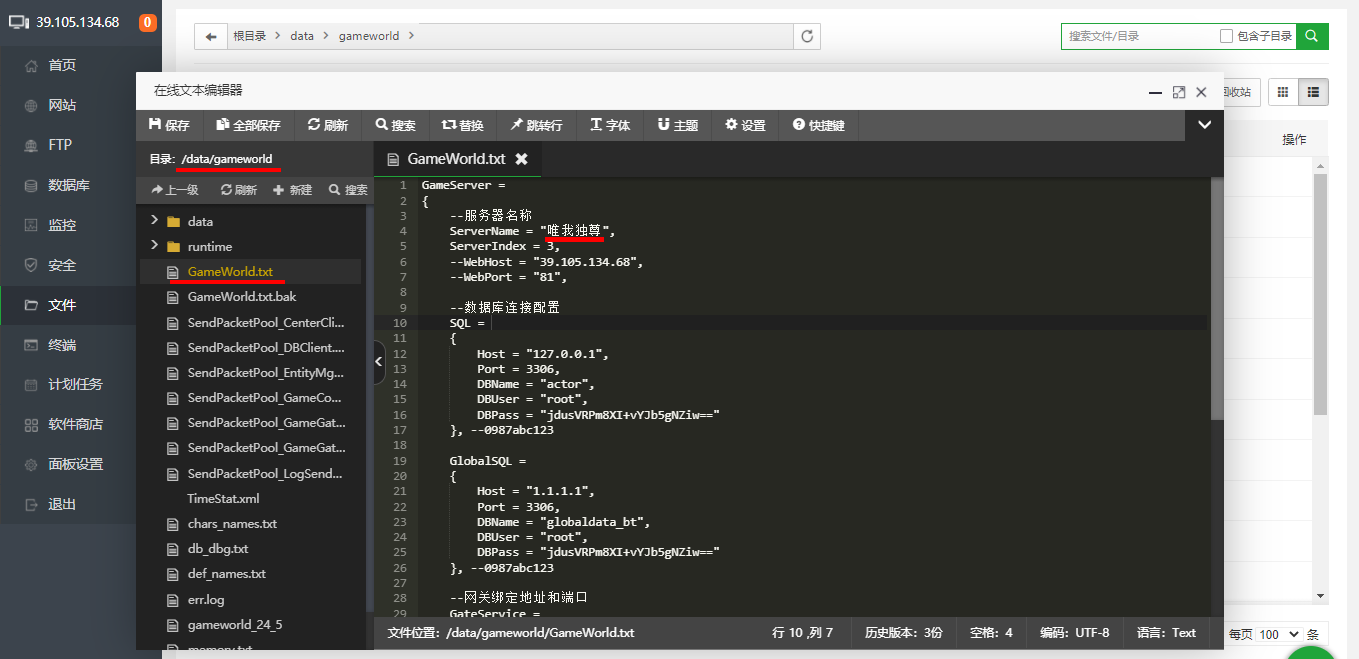 39.105.134.68 0
首页
网站
FTP
数据库
监控
安全
文件
终端
计划任务
软件商店
面板设置
退出
根目录 data gameworld
搜索文件/目录 包含子目录
回收站
操作
在线文本编辑器
保存 全部保存 刷新 搜索 替换 跳转行 字体 主题 设置 快捷键
目录: /data/gameworld
上一级 刷新 新建 搜索
data
runtime
GameWorld.txt
GameWorld.txt.bak
SendPacketPool_CenterCli...
SendPacketPool_DBClient....
SendPacketPool_EntityMg...
SendPacketPool_GameCo...
SendPacketPool_GameGat...
SendPacketPool_GameGat...
SendPacketPool_LogSend...
TimeStat.xml
chars_names.txt
db_dbg.txt
def_names.txt
err.log
gameworld_24_5
memory.txt
GameWorld.txt
1 GameServer =
2 {
3 --服务器名称
4 ServerName = "唯我独尊",
5 ServerIndex = 3,
6 --WebHost = "39.105.134.68",
7 --WebPort = "81",
8
9 --数据库连接配置
10 SQL =
11 {
12 Host = "127.0.0.1",
13 Port = 3306,
14 DBName = "actor",
15 DBUser = "root",
16 DBPass = "jdusVRPm8XI+vYJb5gNZiw=="
17 }, --0987abc123
18
19 GlobalSQL =
20 {
21 Host = "1.1.1.1",
22 Port = 3306,
23 DBName = "globaldata_bt",
24 DBUser = "root",
25 DBPass = "jdusVRPm8XI+vYJb5gNZiw=="
26 }, --0987abc123
27
28 --网关绑定地址和端口
29 GateService =
文件位置: /data/gameworld/GameWorld.txt 行 10 ,列 7 历史版本: 3份 空格: 4 编码: UTF-8 语言: Text
每页 100 条